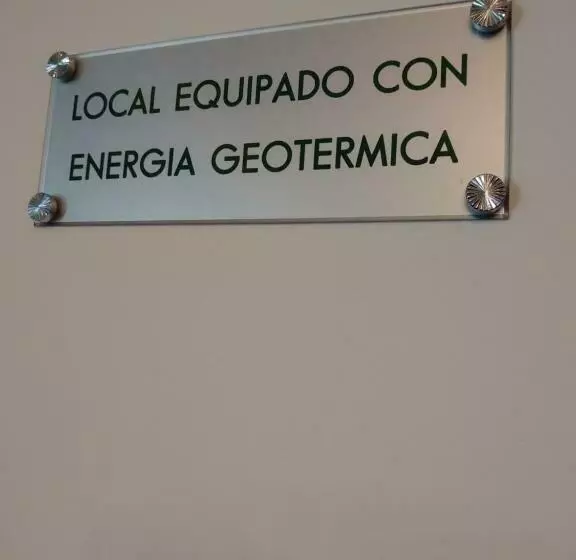 LOCAL EQUIPADO CON
ENERGIA GEOTERMICA